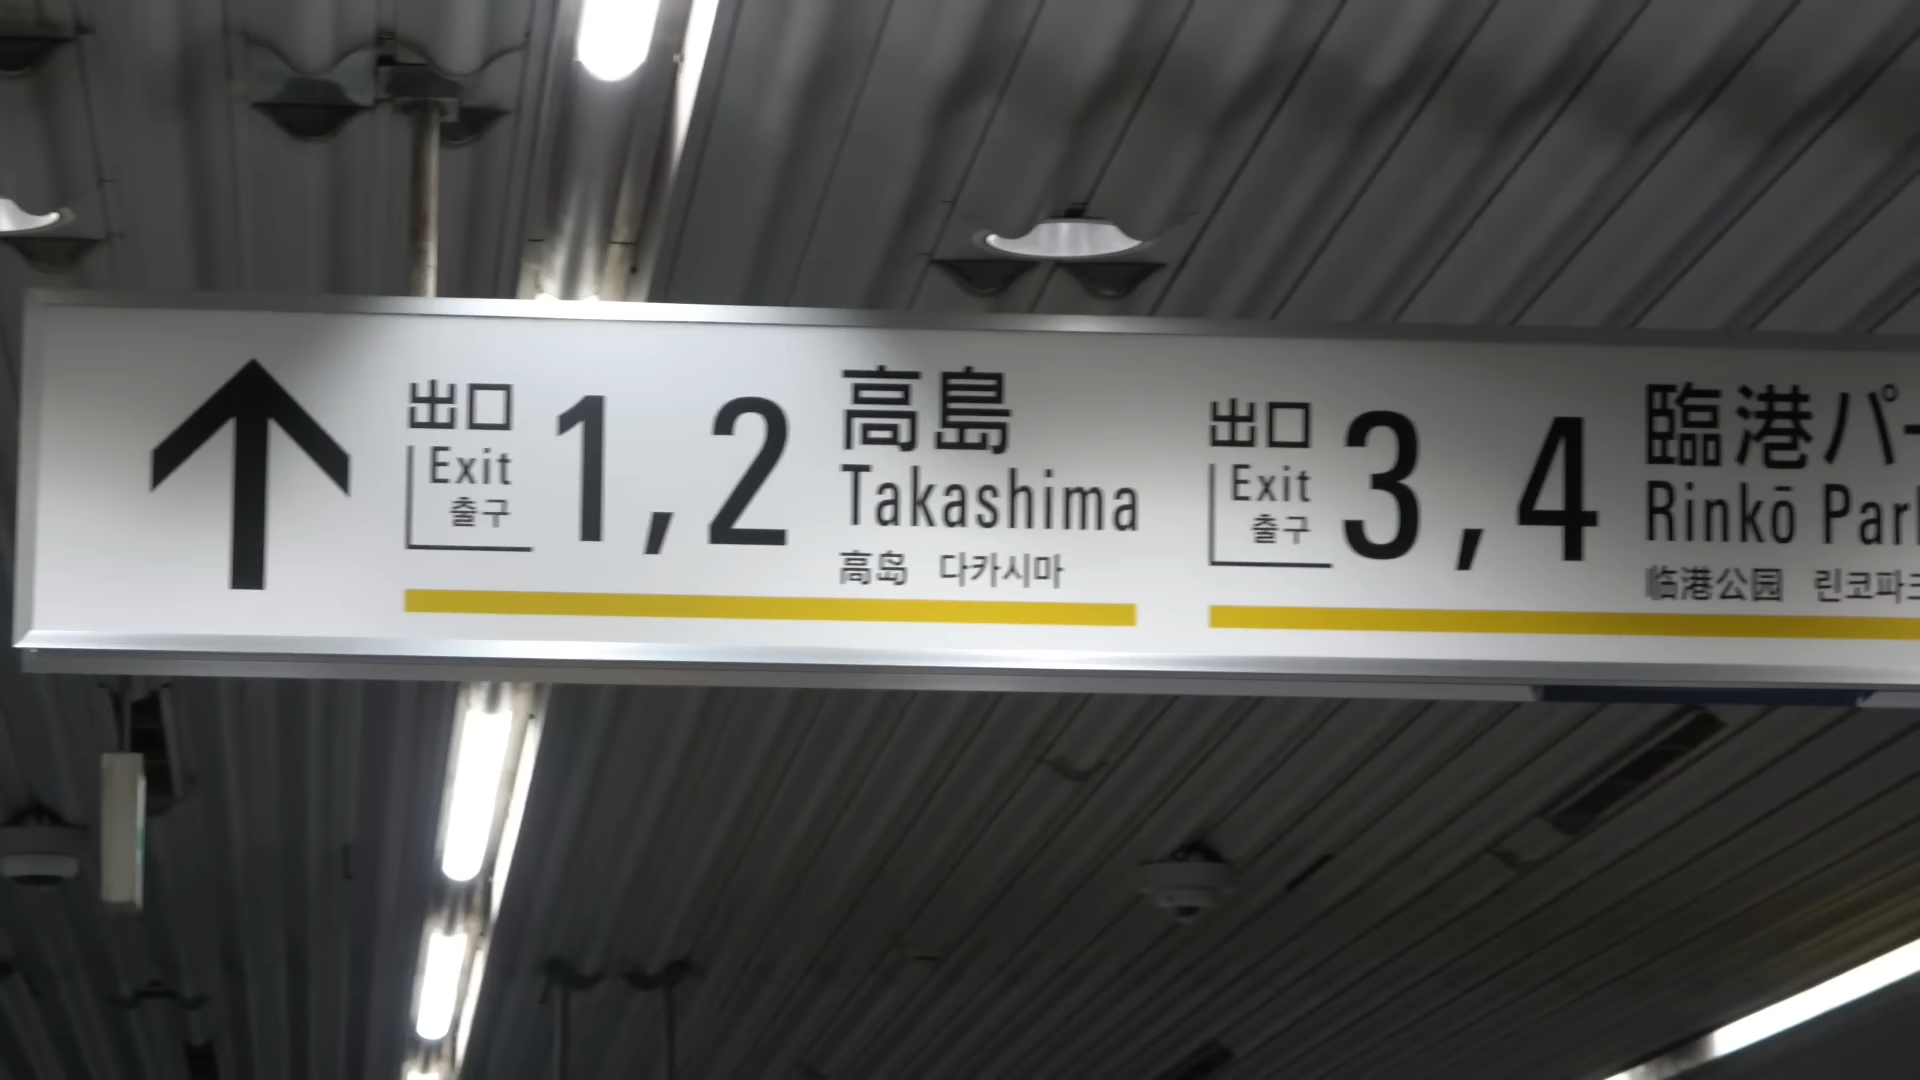 出口
Exit
출구
1,2
高島
Takashima
高岛 다카시마
出口
Exit
출구
3,4
臨港パー
Rinkō Par
临港公园 린코파